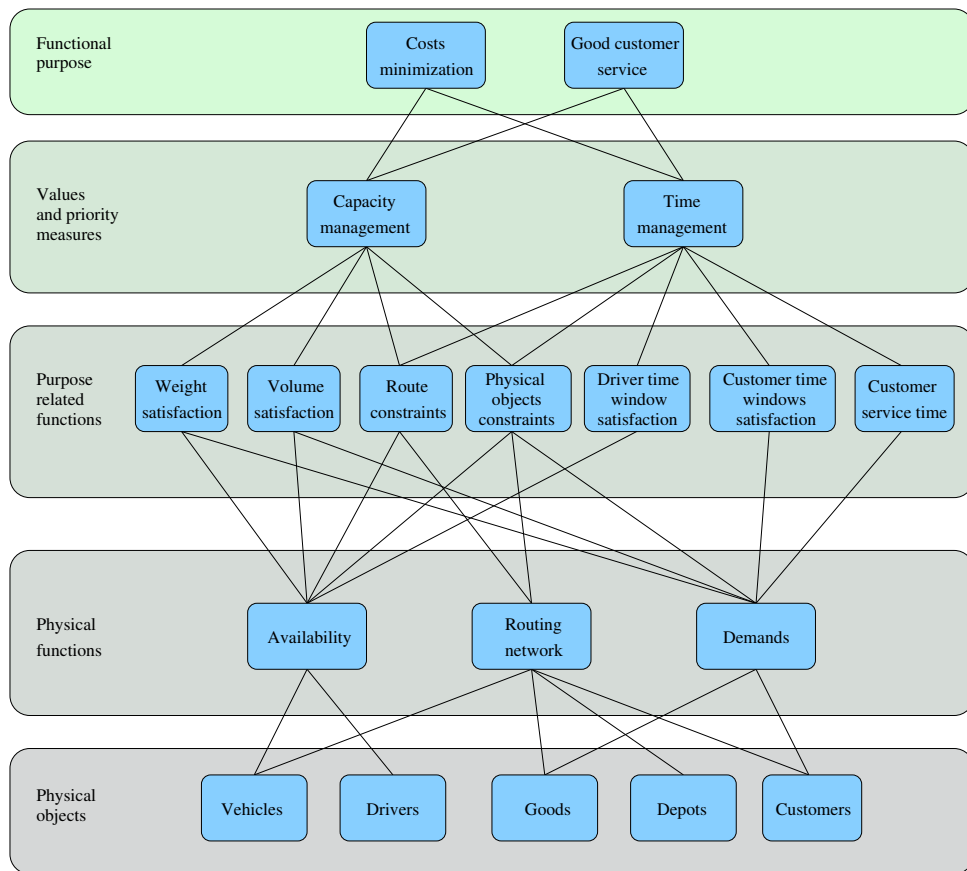 Functional
purpose
Costs
minimization
Good customer
service
Values
and priority
measures
Capacity
management
Time
management
Purpose
related
functions
Weight
satisfaction
Volume
satisfaction
Route
constraints
Physical
objects
constraints
Driver time
window
satisfaction
Customer time
windows
satisfaction
Customer
service time
Physical
functions
Availability
Routing
network
Demands
Physical
objects
Vehicles
Drivers
Goods
Depots
Customers